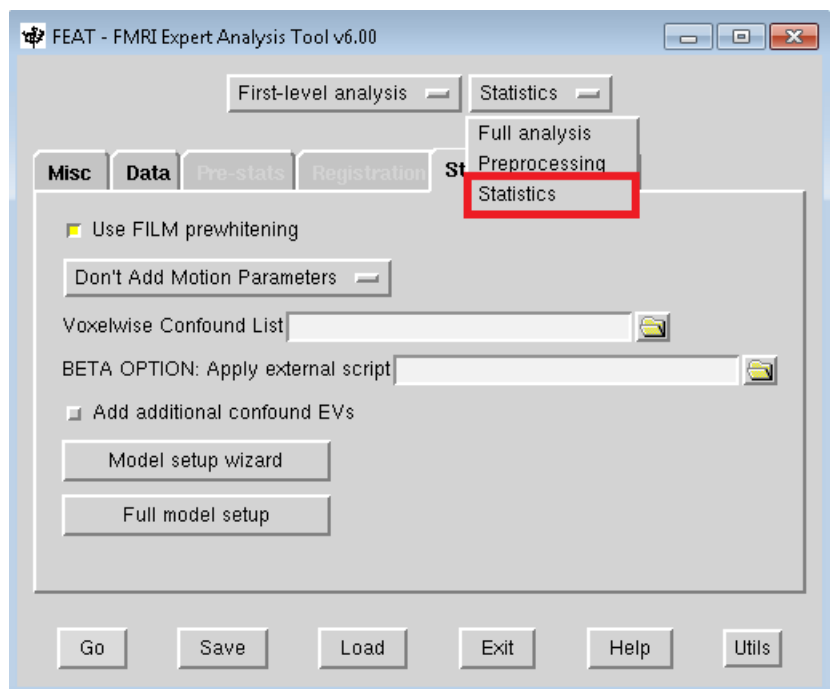 FEAT - FMRI Expert Analysis Tool v6.00
First-level analysis Statistics
Full analysis
Preprocessing
Statistics
Misc Data Pre-stats Registration St
Use FILM prewhitening
Don't Add Motion Parameters
Voxelwise Confound List
BETA OPTION: Apply external script
Add additional confound EVs
Model setup wizard
Full model setup
Go Save Load Exit Help Utils